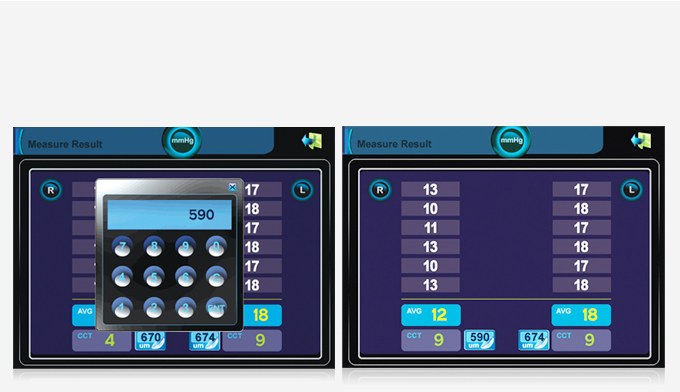 Measure Result mmHg
R L
17
18
17
18
17
18
590
7 8 9 0
4 5 6 C
1 2 3 ENT
AVG 18
CCT 4 670 um 674 um CCT 9
Measure Result mmHg
R 13 17 L
10 18
11 17
13 18
10 17
13 18
AVG 12 AVG 18
CCT 9 590 um 674 um CCT 9